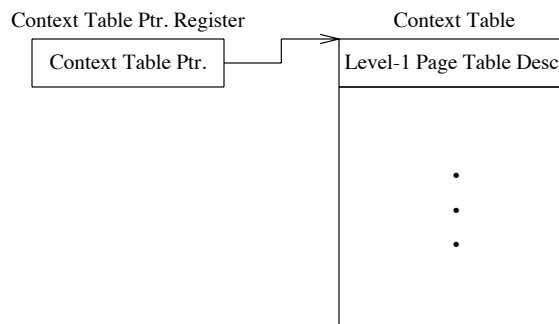 Context Table Ptr. Register
Context Table
Context Table Ptr.
Level-1 Page Table Desc